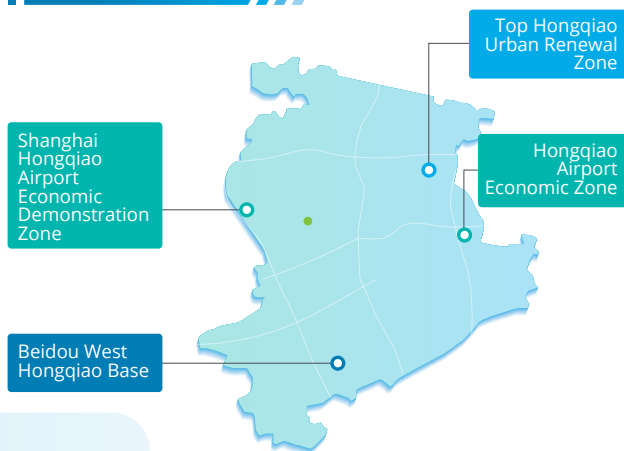 Top Hongqiao
Urban Renewal
Zone
Shanghai
Hongqiao
Airport
Economic
Demonstration
Zone
Hongqiao
Airport
Economic Zone
Beidou West
Hongqiao Base